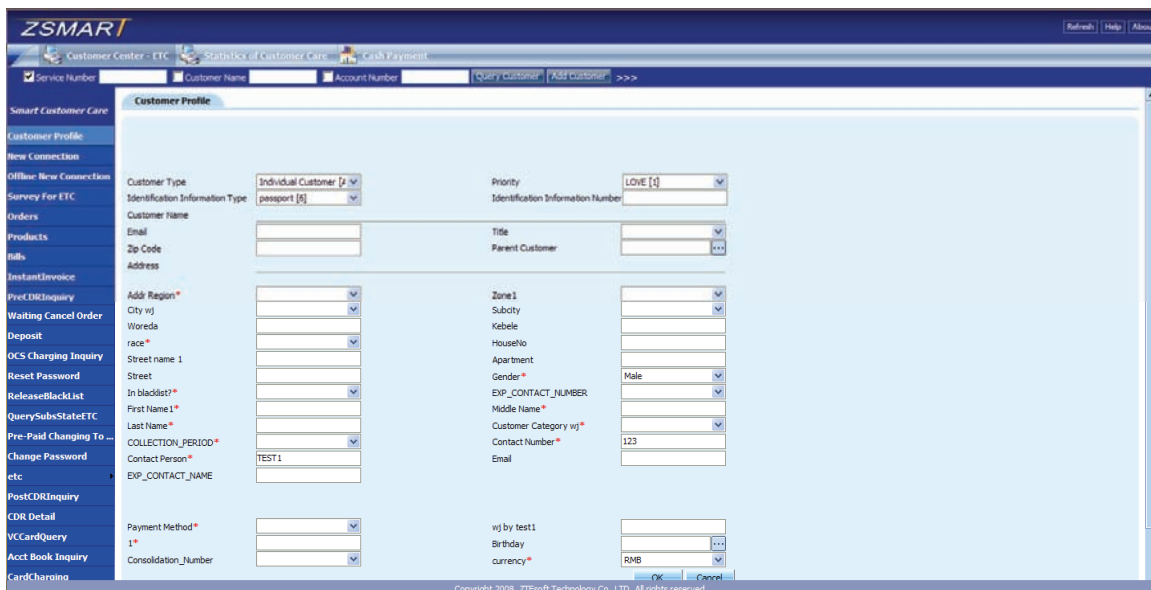 ZSMART
Refresh Help Abou
Customer Center - ETC Statistics of Customer Care Cash Payment
Service Number Customer Name Account Number Query Customer Add Customer >>>
Smart Customer Care
Customer Profile
New Connection
Offline New Connection
Survey For ETC
Orders
Products
Bills
InstantInvoice
PreCDRInquiry
Waiting Cancel Order
Deposit
OCS Charging Inquiry
Reset Password
ReleaseBlackList
QuerySubsStateETC
Pre-Paid Changing To ...
Change Password
etc
PostCDRInquiry
CDR Detail
VCCardQuery
Acct Book Inquiry
CardCharging
Customer Profile
Customer Type Individual Customer [A Priority LOVE [1]
Identification Information Type passport [6] Identification Information Number
Customer Name
Email Title
Zip Code Parent Customer ...
Address
Addr Region* Zone1
City wj Subcity
Woreda Kebele
race* HouseNo
Street name 1 Apartment
Street Gender* Male
In blacklist?* EXP_CONTACT_NUMBER
First Name1* Middle Name*
Last Name* Customer Category wj*
COLLECTION_PERIOD* Contact Number* 123
Contact Person* TEST1 Email
EXP_CONTACT_NAME
Payment Method* wj by test1
1* Birthday ...
Consolidation_Number currency* RMB
OK Cancel
Copyright 2008 ZTEsoft Technology Co.,LTD. All rights reserved